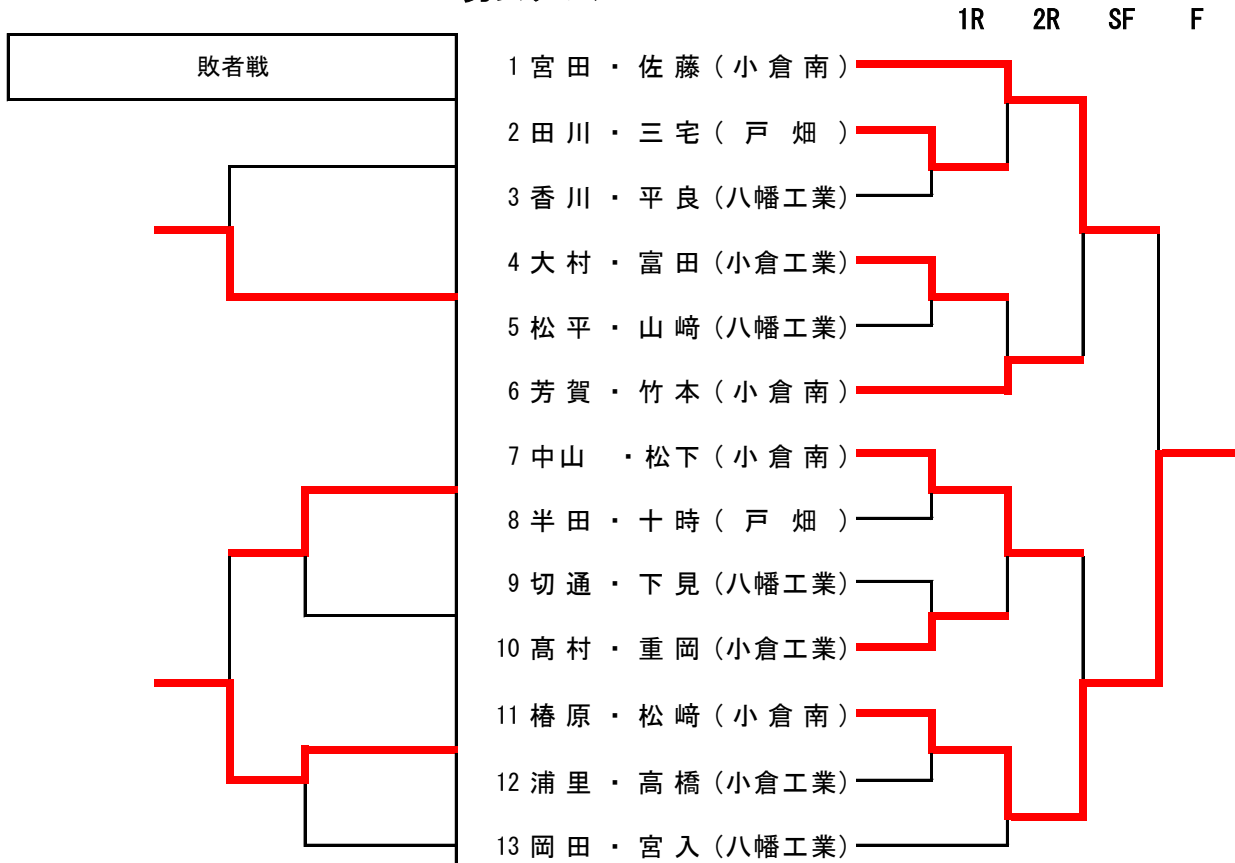 1R 2R SF F
敗者戦
1 宮田・佐藤(小倉南)
2 田川・三宅(戸畑)
3 香川・平良(八幡工業)
4 大村・富田(小倉工業)
5 松平・山﨑(八幡工業)
6 芳賀・竹本(小倉南)
7 中山 ・松下(小倉南)
8 半田・十時(戸畑)
9 切通・下見(八幡工業)
10 髙村・重岡(小倉工業)
11 椿原・松﨑(小倉南)
12 浦里・高橋(小倉工業)
13 岡田・宮入(八幡工業)